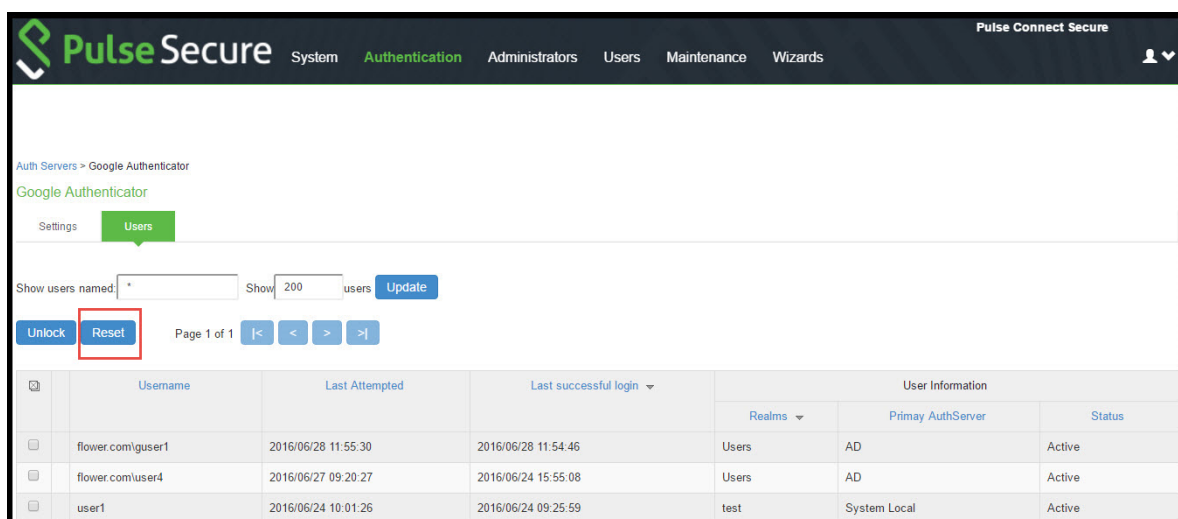 Pulse Connect Secure
Pulse Secure System Authentication Administrators Users Maintenance Wizards
Auth Servers > Google Authenticator
Google Authenticator
Settings Users
Show users named: * Show 200 users Update
Unlock Reset Page 1 of 1 |< < > >|
Username Last Attempted Last successful login User Information
Realms Primay AuthServer Status
flower.com\guser1 2016/06/28 11:55:30 2016/06/28 11:54:46 Users AD Active
flower.com\user4 2016/06/27 09:20:27 2016/06/24 15:55:08 Users AD Active
user1 2016/06/24 10:01:26 2016/06/24 09:25:59 test System Local Active